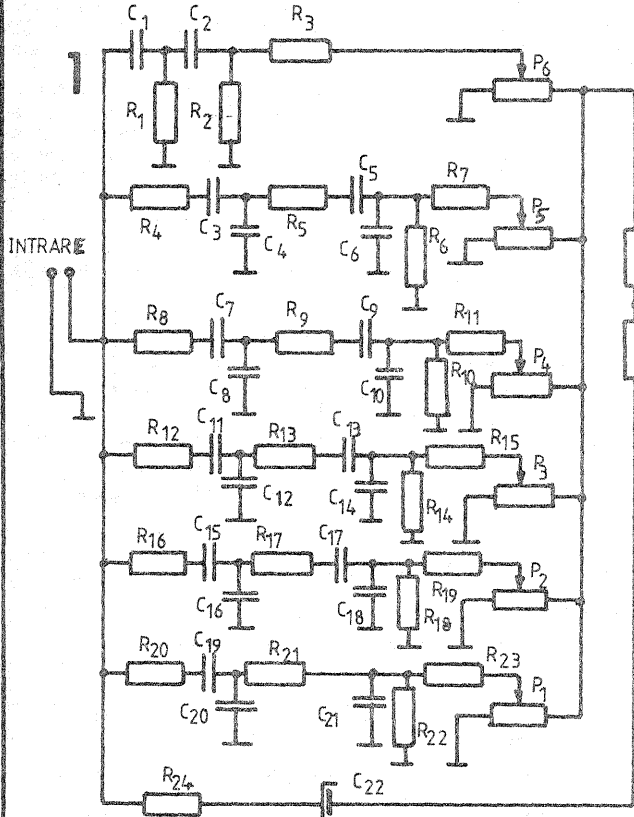 1
C1 C2 R3 P6
R1 R2
R4 C3 C4 R5 C5 C6 R6 R7 P5
INTRARE
R8 C7 C8 R9 C9 C10 R10 R11 P4
R12 C11 C12 R13 C13 C14 R14 R15 P3
R16 C15 C16 R17 C17 C18 R18 R19 P2
R20 C19 C20 R21 C21 R22 R23 P1
R24 C22